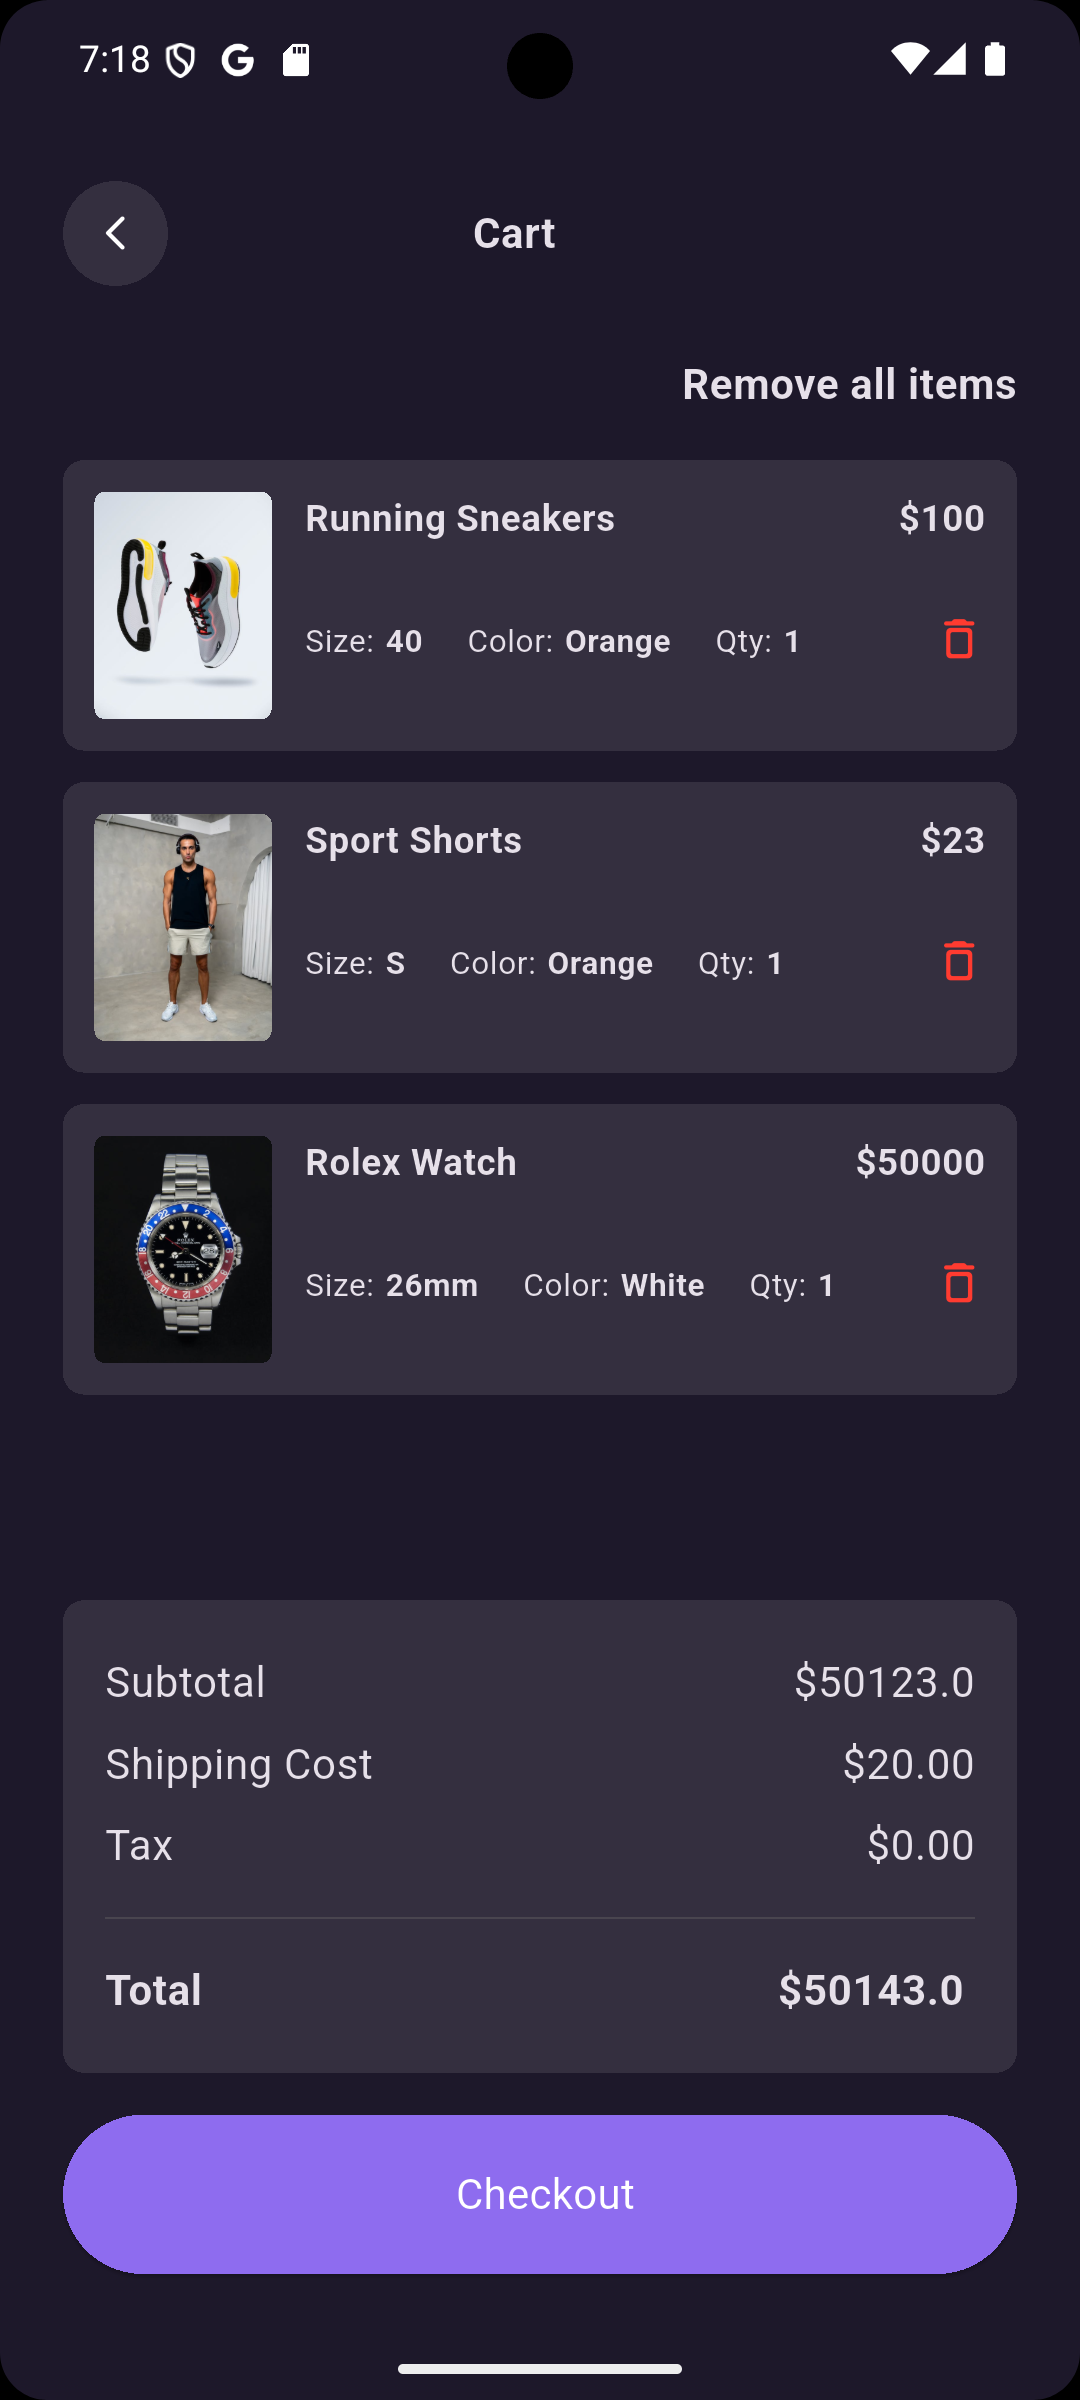 7:18
Cart
Remove all items
Running Sneakers $100
Size: 40 Color: Orange Qty: 1
Sport Shorts $23
Size: S Color: Orange Qty: 1
Rolex Watch $50000
Size: 26mm Color: White Qty: 1
Subtotal $50123.0
Shipping Cost $20.00
Tax $0.00
Total $50143.0
Checkout